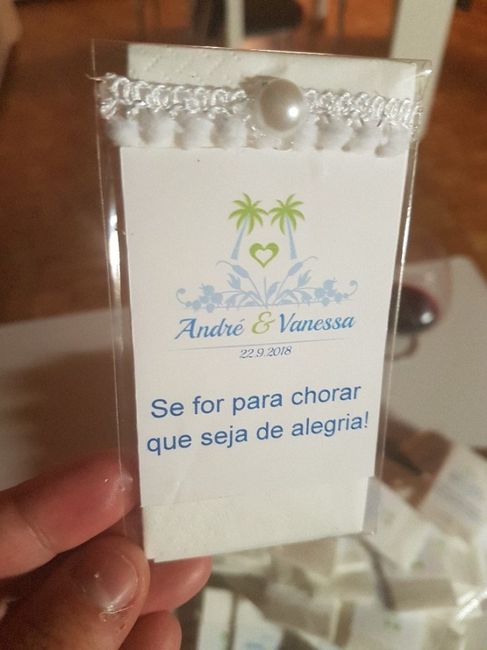 André & Vanessa
22.9.2018
Se for para chorar
que seja de alegria!